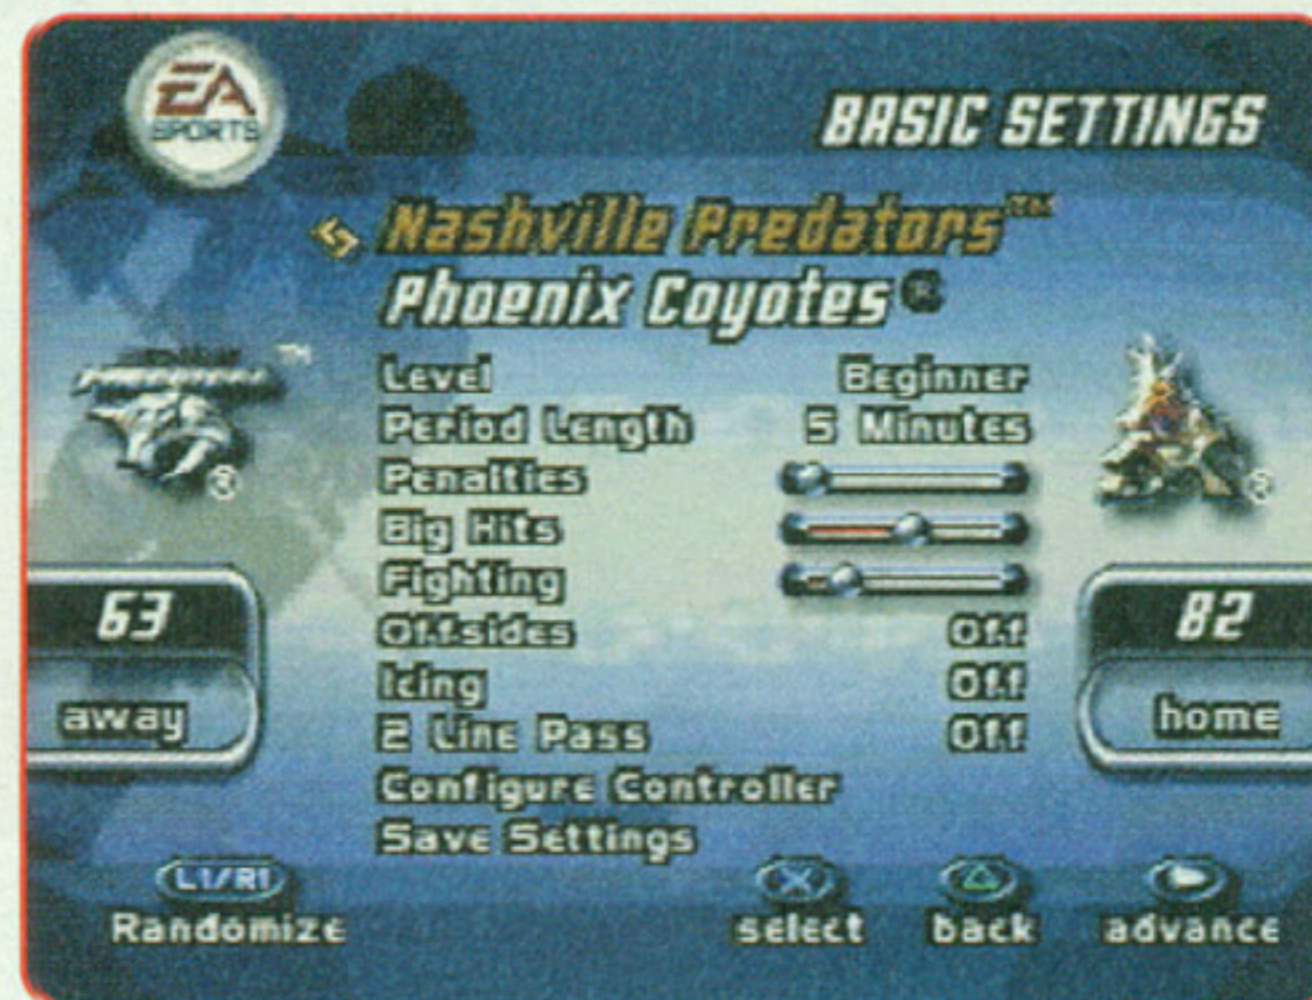 EA
SPORTS
BASIC SETTINGS
Nashville Predators™
Phoenix Coyotes®
Level Beginner
Period Length 5 Minutes
Penalties
Big Hits
Fighting
Offsides Off
Icing Off
2 Line Pass Off
Configure Controller
Save Settings
TM
®
®
63
away
82
home
L1/R1
Randomize
select
back
advance